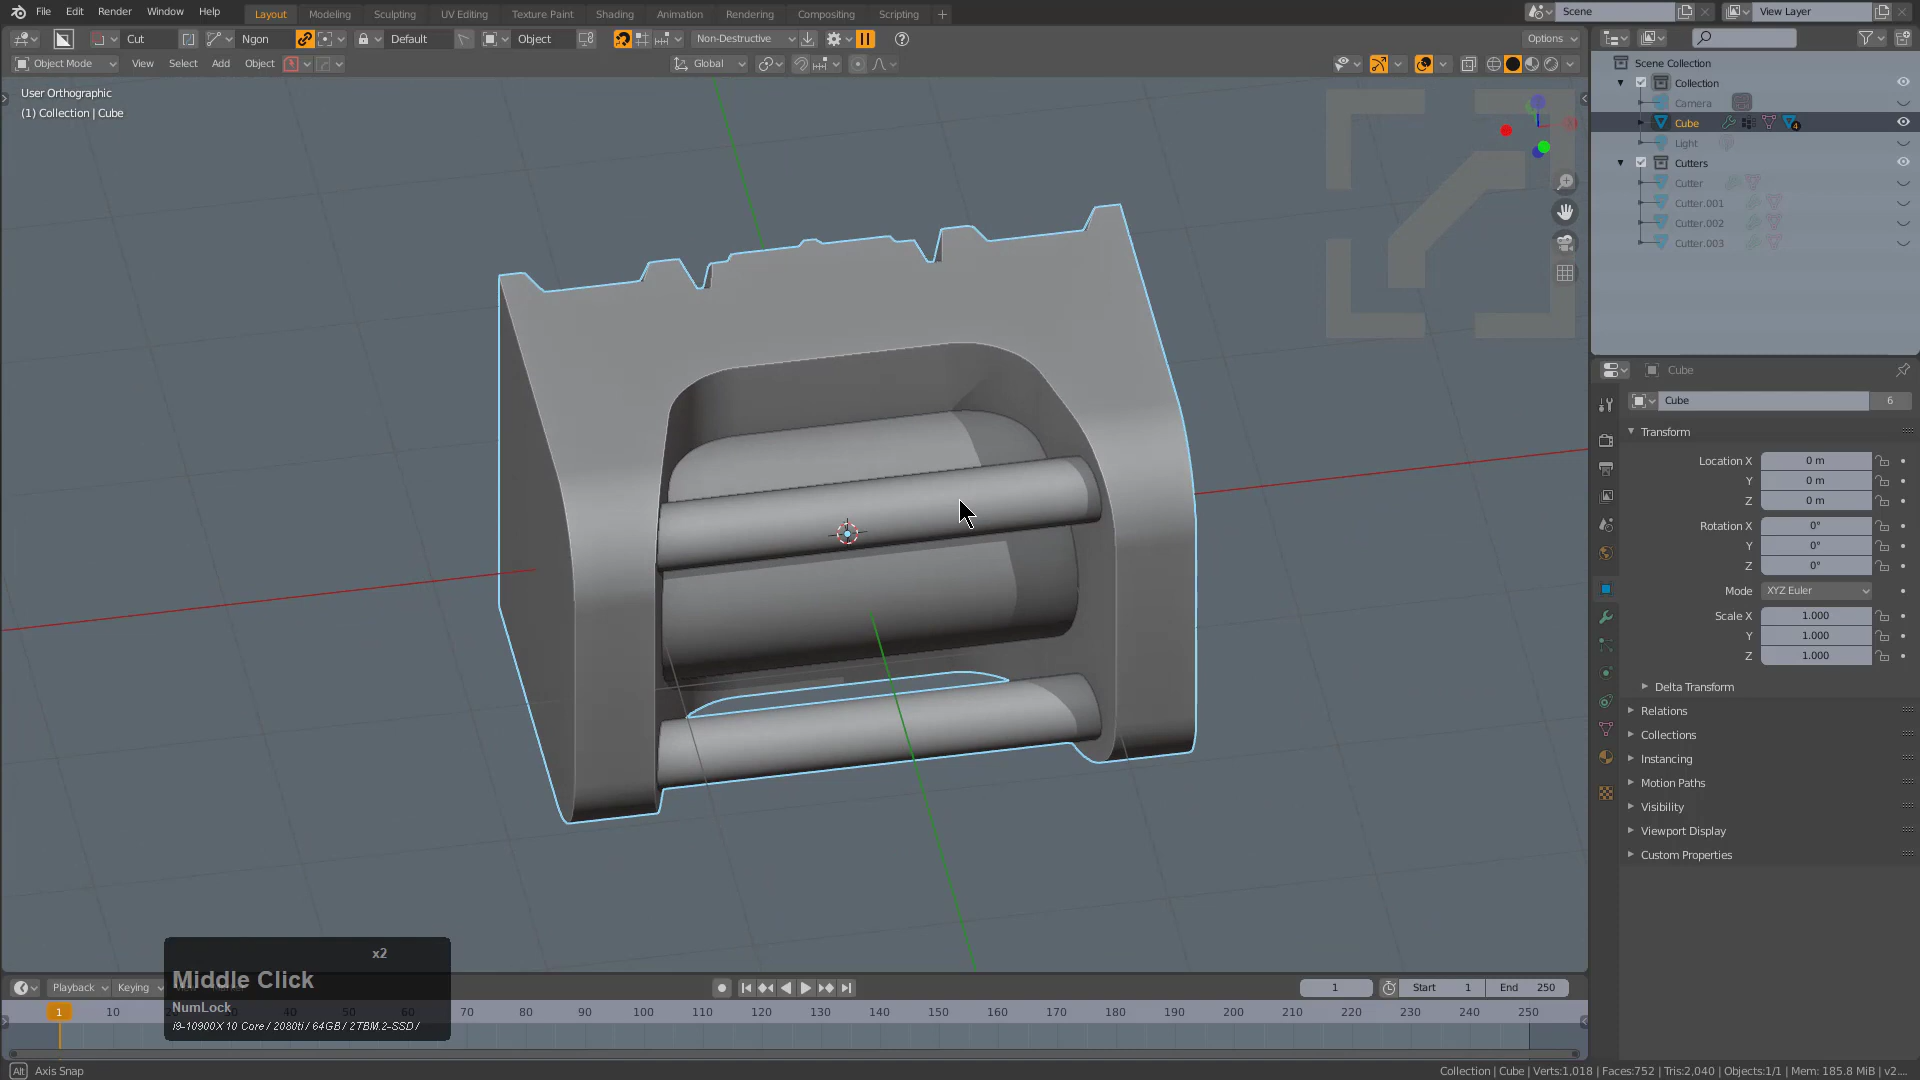 File Edit Render Window Help Layout Modeling Sculpting UV Editing Texture Paint Shading Animation Rendering Compositing Scripting + Scene View Layer
Cut Ngon Default Object Non-Destructive Options
Object Mode View Select Add Object Global
User Orthographic
(1) Collection | Cube
Scene Collection
Collection
Camera
Cube
4
Light
Cutters
Cutter
Cutter.001
Cutter.002
Cutter.003
Cube
Cube 6
Transform
Location X 0 m
Y 0 m
Z 0 m
Rotation X 0°
Y 0°
Z 0°
Mode XYZ Euler
Scale X 1.000
Y 1.000
Z 1.000
Delta Transform
Relations
Collections
Instancing
Motion Paths
Visibility
Viewport Display
Custom Properties
x2
Middle Click
NumLock
i9-10900X 10 Core / 2080ti / 64GB / 2TBM.2-SSD /
Playback Keying 1 Start 1 End 250
1 10 70 80 90 100 110 120 130 140 150 160 170 180 190 200 210 220 230 240 250
Alt Axis Snap
Collection | Cube | Verts:1,018 | Faces:752 | Tris:2,040 | Objects:1/1 | Mem: 185.8 MiB | v2....